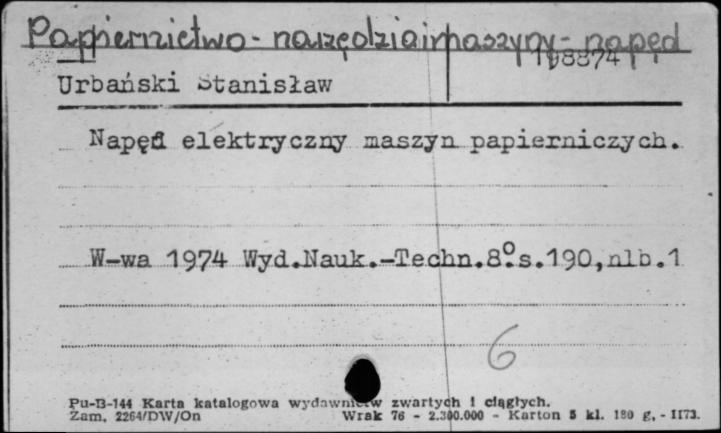 Papiernictwo - narzędzia i maszyny - napęd
198874
Urbański Stanisław
Napęd elektryczny maszyn papierniczych.
W-wa 1974 Wyd.Nauk.-Techn.8°.s.190,nlb.1
6
Pu-B-144 Karta katalogowa wydawnictw zwartych i ciągłych.
Zam. 2264/DW/On Wrak 76 - 2.300.000 - Karton 5 kl. 180 g. - II73.